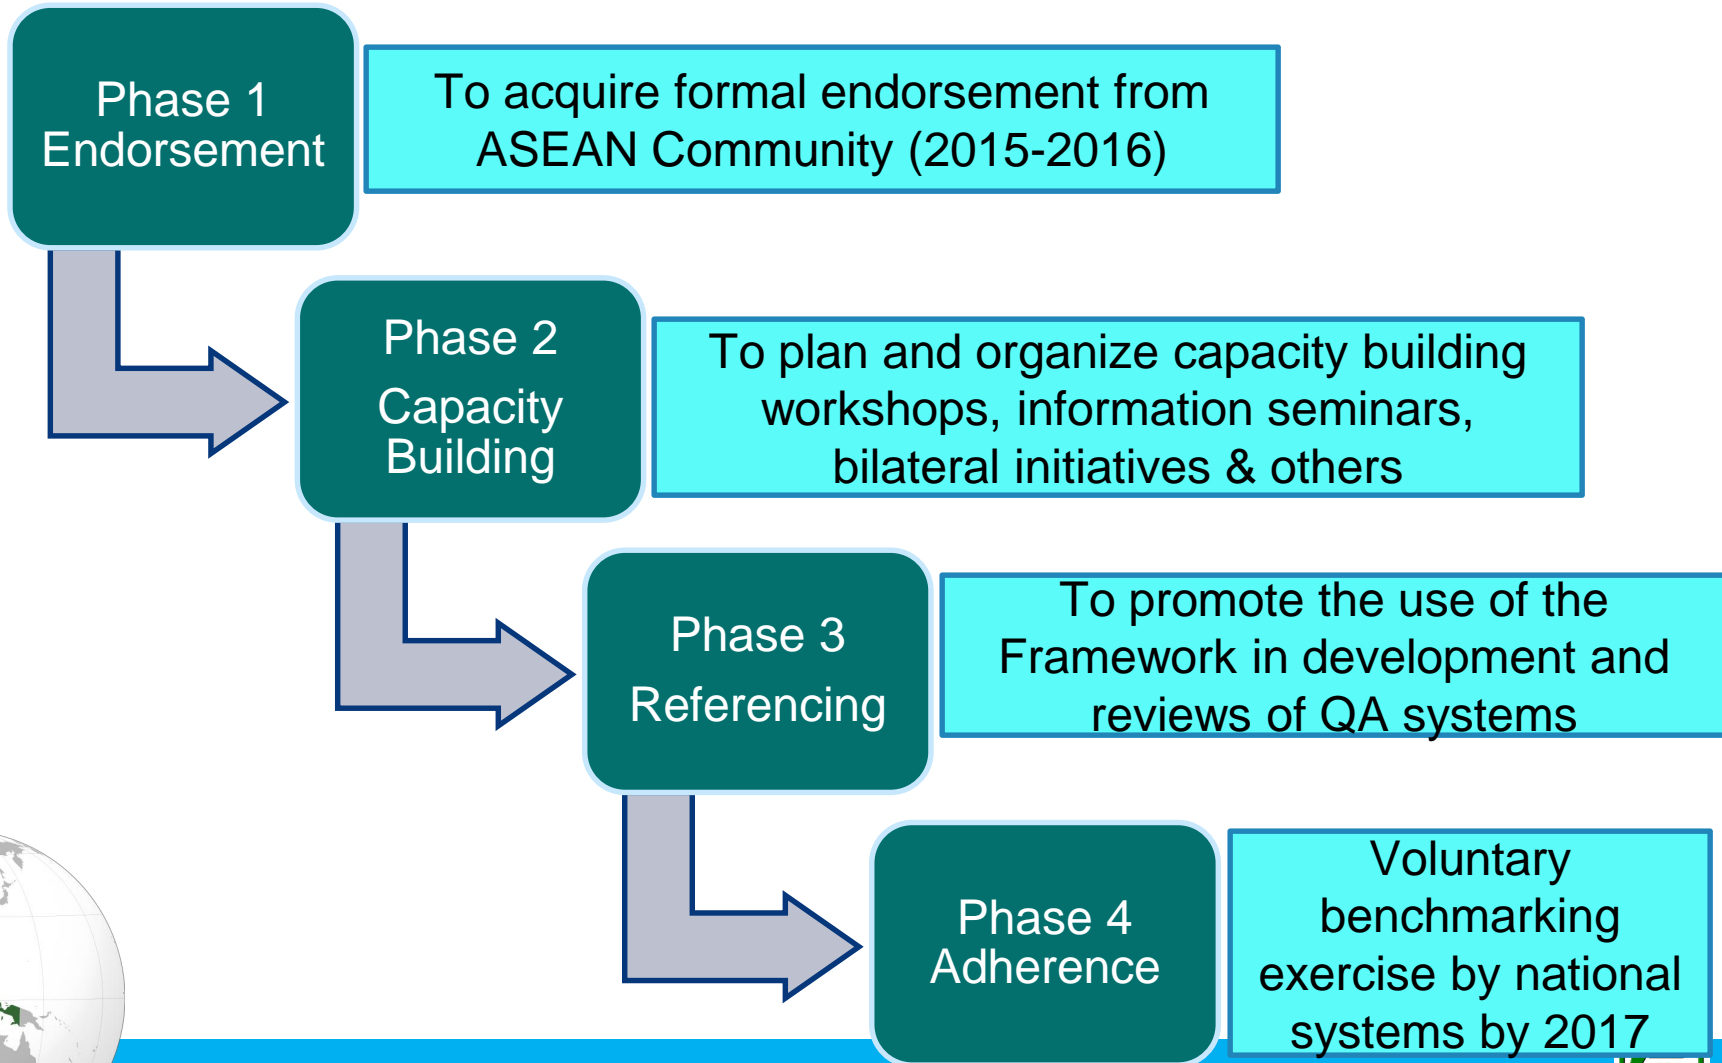 Phase 1
Endorsement
To acquire formal endorsement from
ASEAN Community (2015-2016)
Phase 2
Capacity
Building
To plan and organize capacity building
workshops, information seminars,
bilateral initiatives & others
Phase 3
Referencing
To promote the use of the
Framework in development and
reviews of QA systems
Phase 4
Adherence
Voluntary
benchmarking
exercise by national
systems by 2017